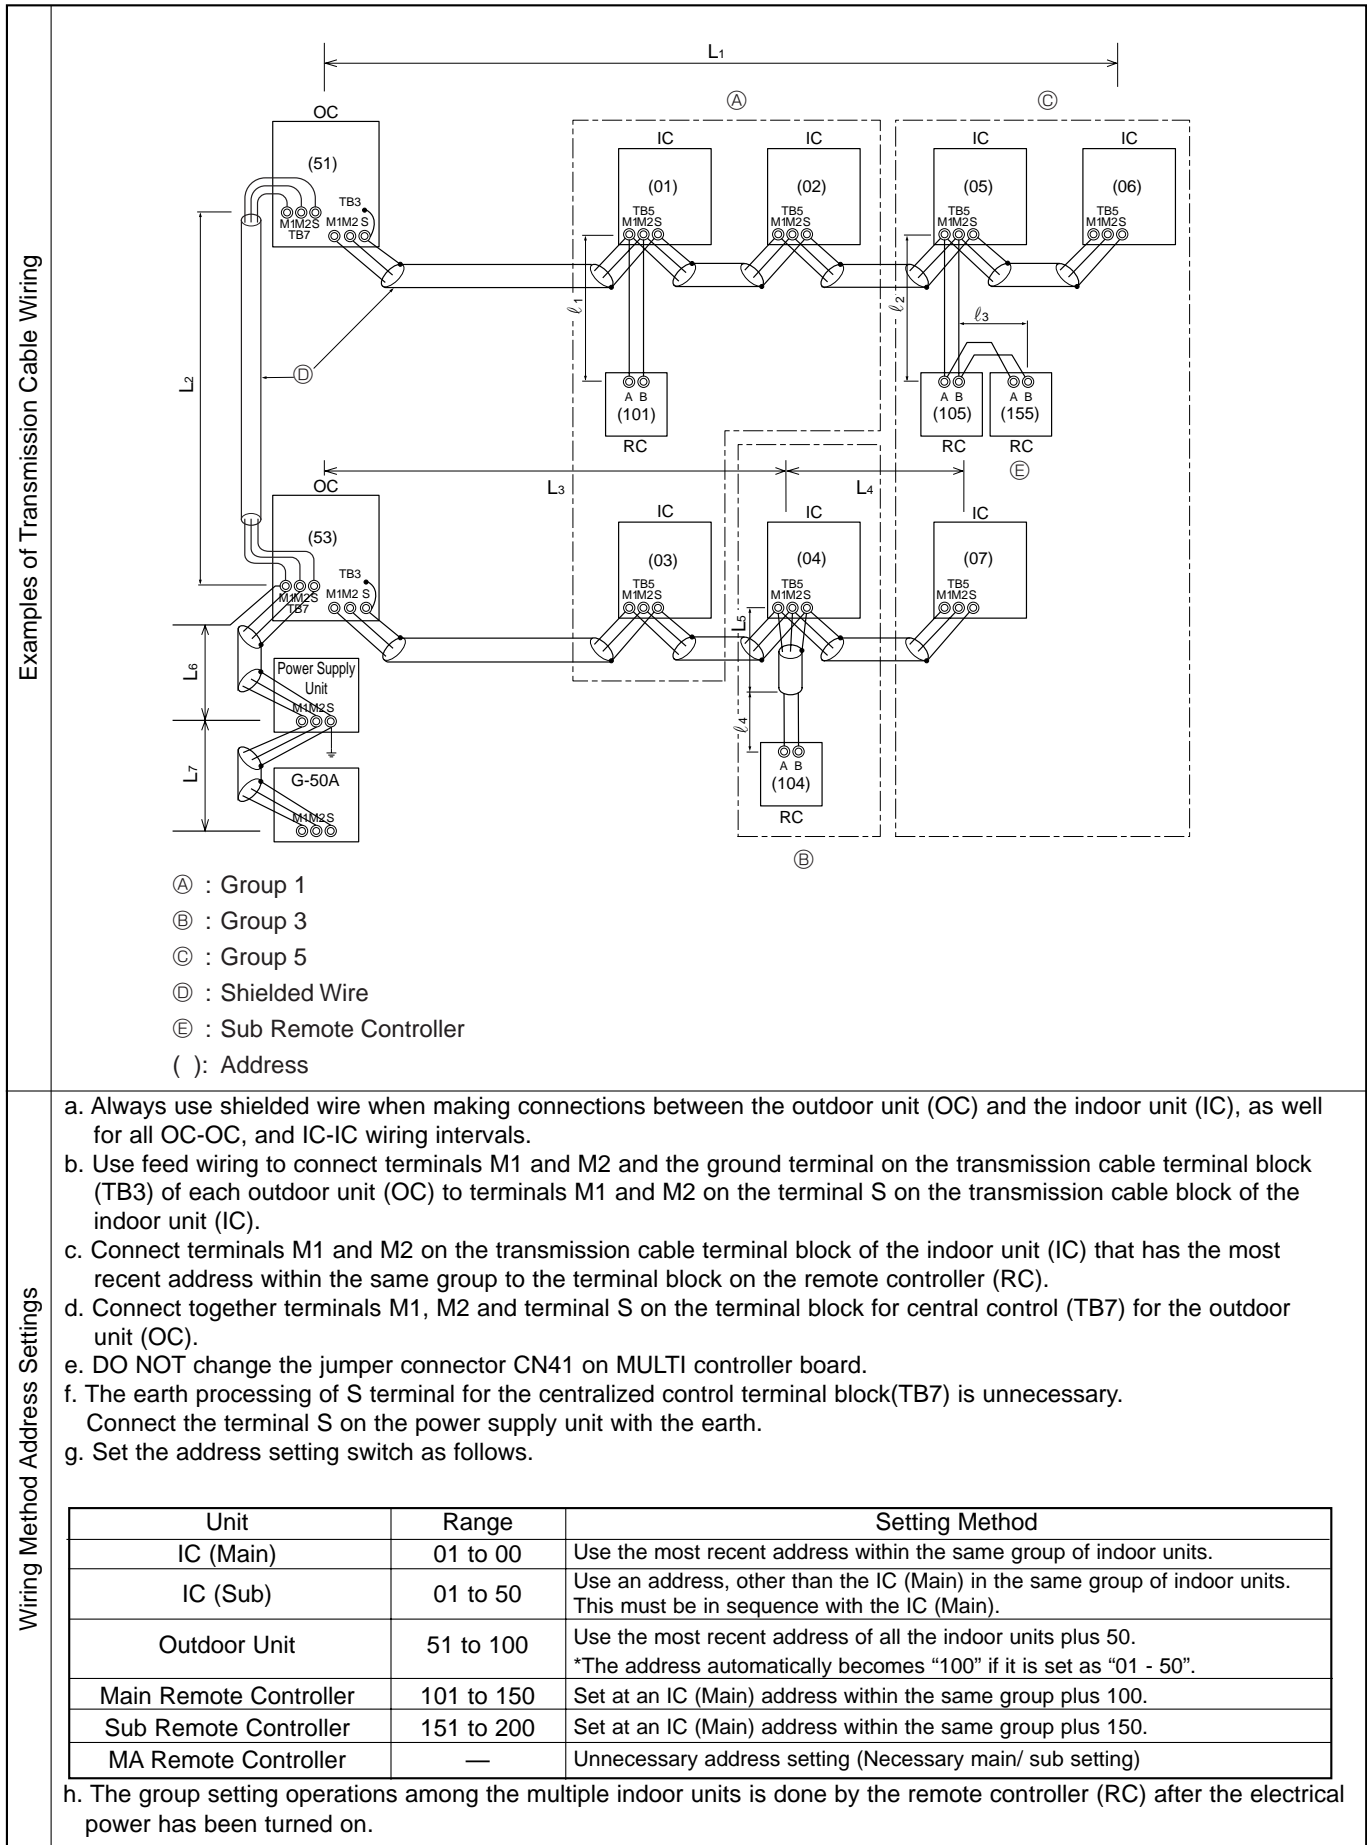 Examples of Transmission Cable Wiring
L1
Ⓐ
Ⓒ
OC
IC
IC
IC
IC
(51)
(01)
(02)
(05)
(06)
TB3
TB5
TB5
TB5
TB5
M1M2S
M1M2 S
M1M2S
M1M2S
M1M2S
M1M2S
TB7
ℓ1
ℓ2
ℓ3
L2
Ⓓ
A B
A B
A B
(101)
(105)
(155)
RC
RC
RC
Ⓔ
L3
L4
OC
IC
IC
IC
(53)
(03)
(04)
(07)
TB3
TB5
TB5
TB5
M1M2S
M1M2 S
M1M2S
M1M2S
M1M2S
TB7
L5
L6
Power Supply
Unit
M1M2S
ℓ4
L7
G-50A
A B
(104)
M1M2S
RC
Ⓑ
Ⓐ : Group 1
Ⓑ : Group 3
Ⓒ : Group 5
Ⓓ : Shielded Wire
Ⓔ : Sub Remote Controller
( ): Address
Wiring Method Address Settings
a. Always use shielded wire when making connections between the outdoor unit (OC) and the indoor unit (IC), as well
for all OC-OC, and IC-IC wiring intervals.
b. Use feed wiring to connect terminals M1 and M2 and the ground terminal on the transmission cable terminal block
(TB3) of each outdoor unit (OC) to terminals M1 and M2 on the terminal S on the transmission cable block of the
indoor unit (IC).
c. Connect terminals M1 and M2 on the transmission cable terminal block of the indoor unit (IC) that has the most
recent address within the same group to the terminal block on the remote controller (RC).
d. Connect together terminals M1, M2 and terminal S on the terminal block for central control (TB7) for the outdoor
unit (OC).
e. DO NOT change the jumper connector CN41 on MULTI controller board.
f. The earth processing of S terminal for the centralized control terminal block(TB7) is unnecessary.
Connect the terminal S on the power supply unit with the earth.
g. Set the address setting switch as follows.
Unit Range Setting Method
IC (Main) 01 to 00 Use the most recent address within the same group of indoor units.
IC (Sub) 01 to 50 Use an address, other than the IC (Main) in the same group of indoor units.
This must be in sequence with the IC (Main).
Outdoor Unit 51 to 100 Use the most recent address of all the indoor units plus 50.
*The address automatically becomes “100” if it is set as “01 - 50”.
Main Remote Controller 101 to 150 Set at an IC (Main) address within the same group plus 100.
Sub Remote Controller 151 to 200 Set at an IC (Main) address within the same group plus 150.
MA Remote Controller — Unnecessary address setting (Necessary main/ sub setting)
h. The group setting operations among the multiple indoor units is done by the remote controller (RC) after the electrical
power has been turned on.